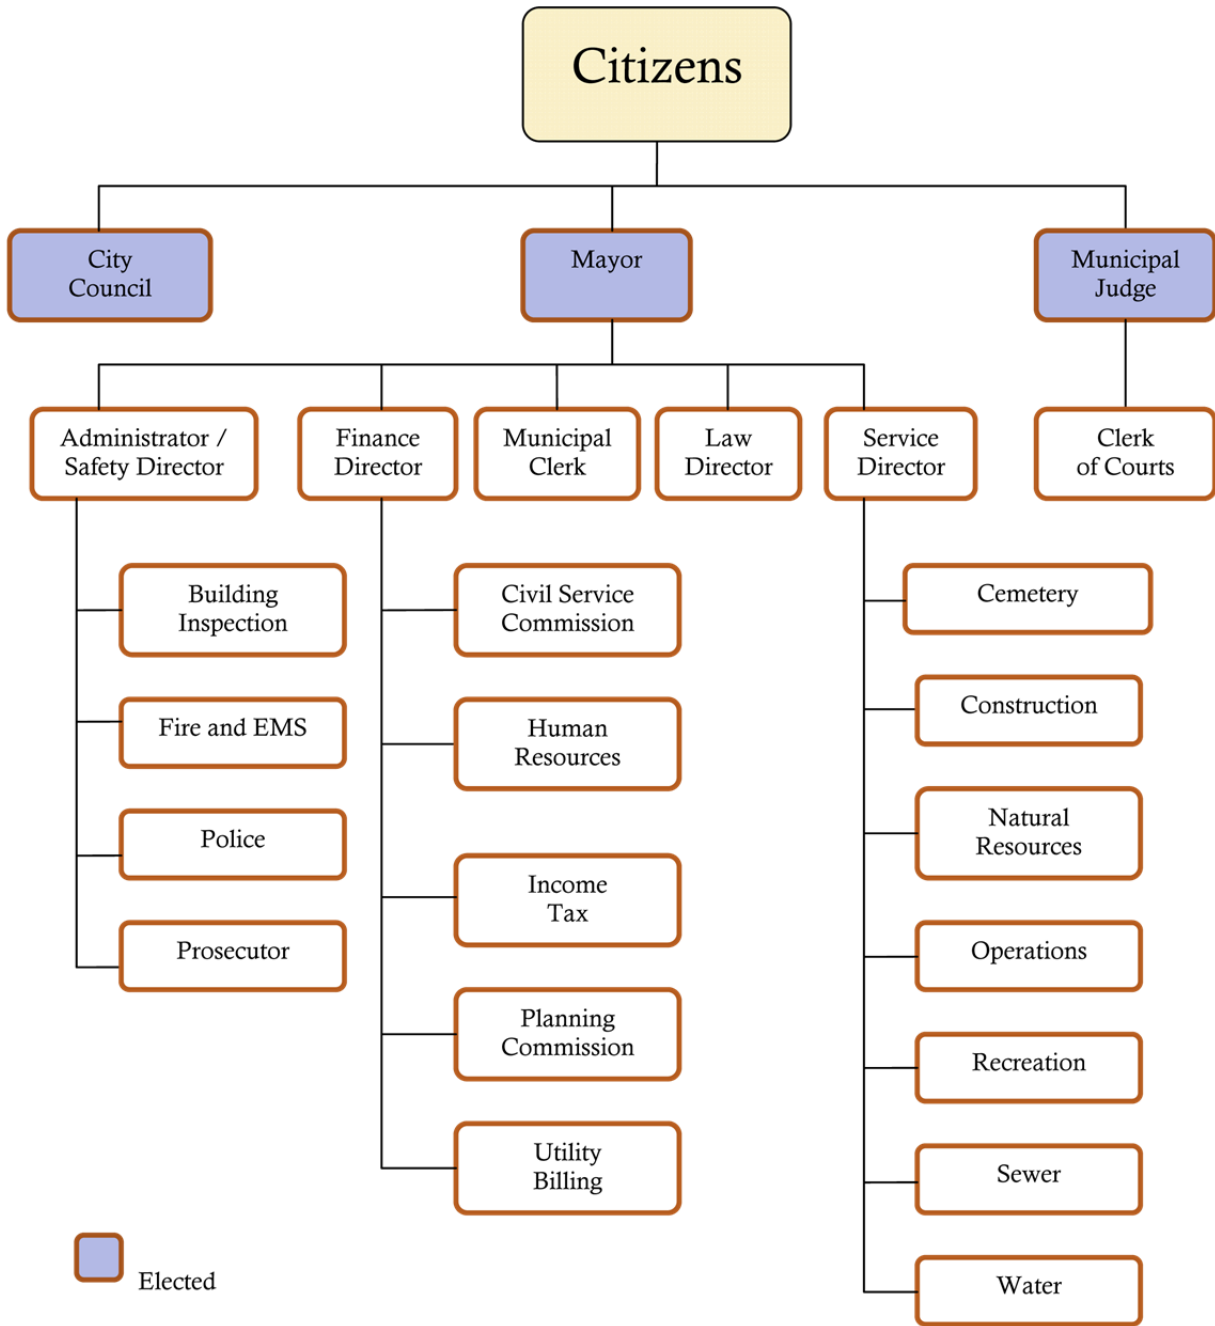 Citizens
City
Council
Mayor
Municipal
Judge
Administrator /
Safety Director
Finance
Director
Municipal
Clerk
Law
Director
Service
Director
Clerk
of Courts
Building
Inspection
Fire and EMS
Police
Prosecutor
Civil Service
Commission
Human
Resources
Income
Tax
Planning
Commission
Utility
Billing
Cemetery
Construction
Natural
Resources
Operations
Recreation
Sewer
Water
Elected